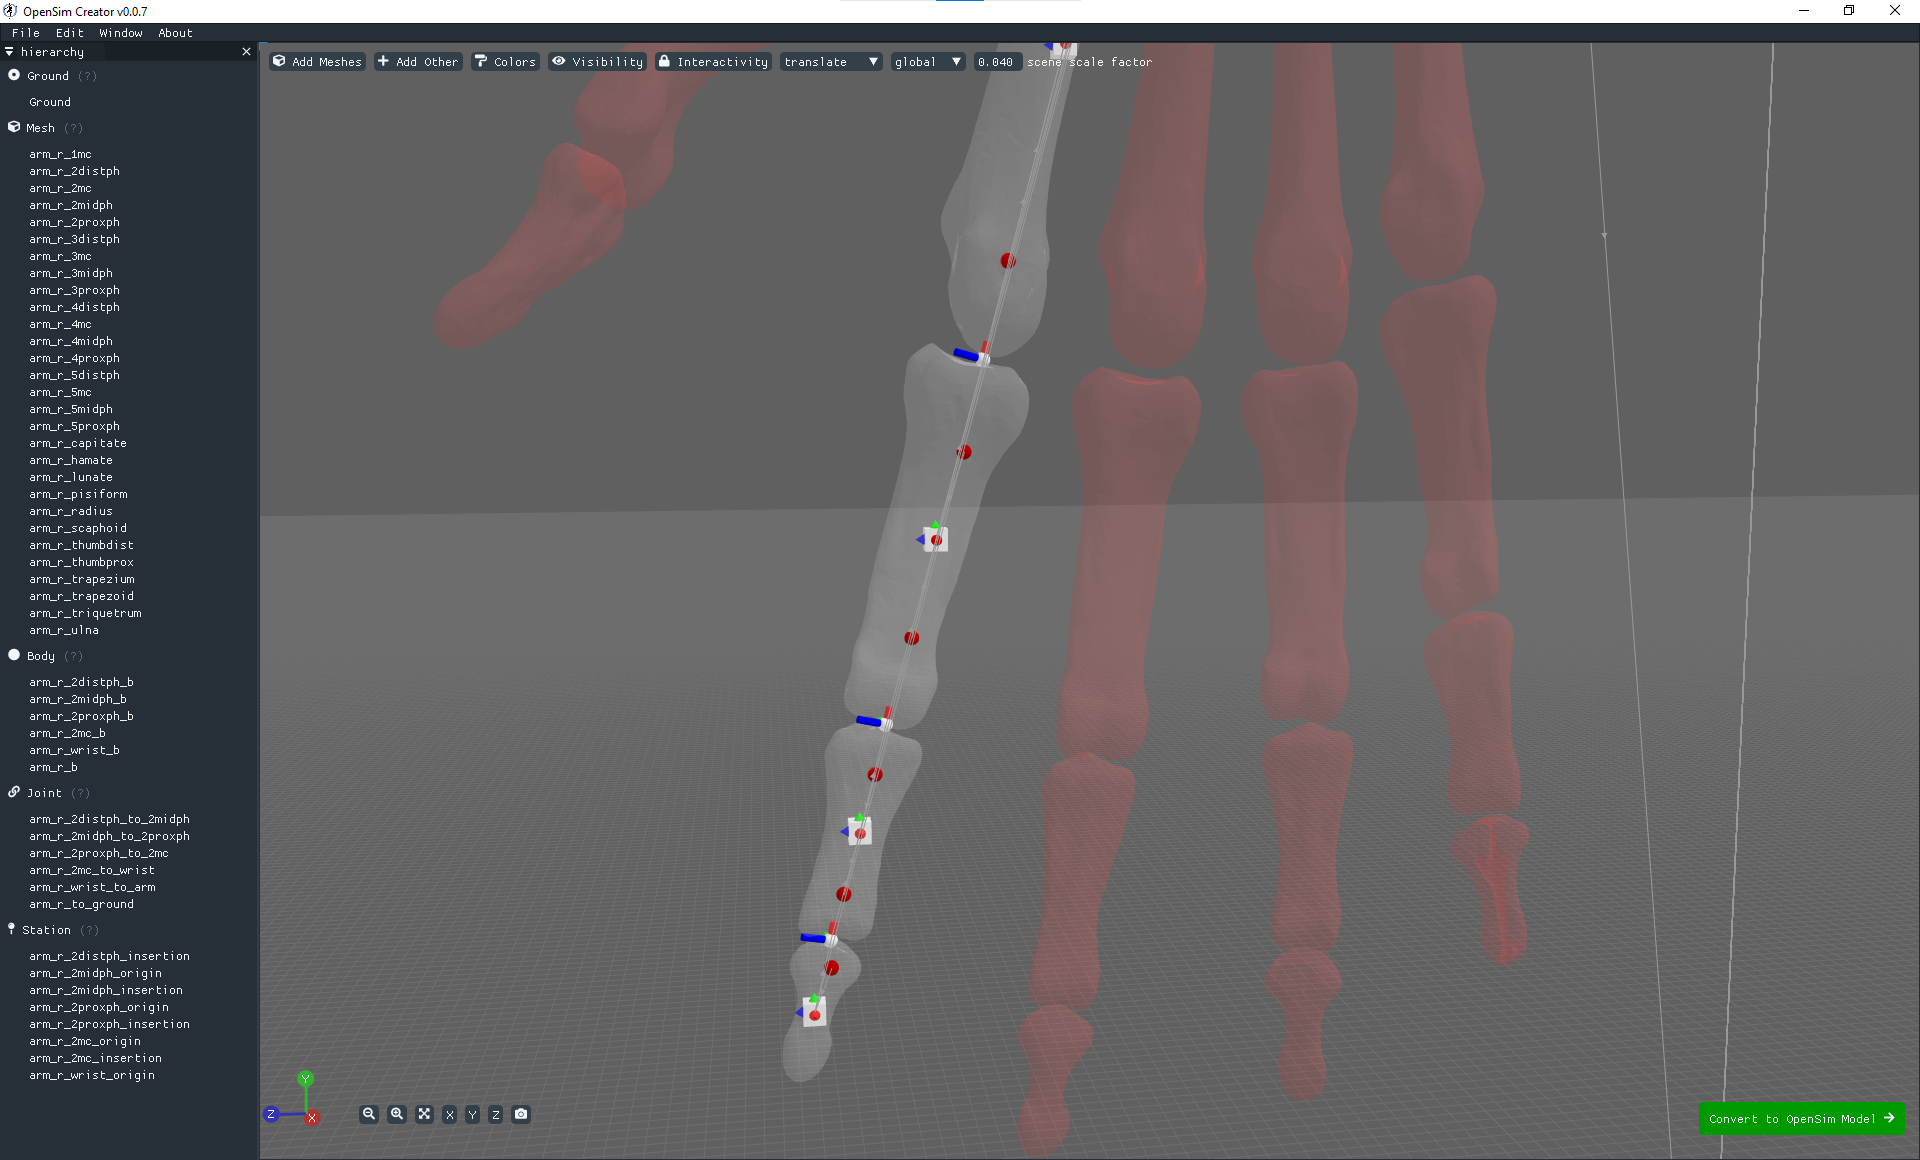 OpenSim Creator v0.0.7
File Edit Window About
hierarchy
Add Meshes Add Other Colors Visibility Interactivity translate global 0.040 scene scale factor
Ground (?)
Ground
Mesh (?)
arm_r_1mc
arm_r_2distph
arm_r_2mc
arm_r_2midph
arm_r_2proxph
arm_r_3distph
arm_r_3mc
arm_r_3midph
arm_r_3proxph
arm_r_4distph
arm_r_4mc
arm_r_4midph
arm_r_4proxph
arm_r_5distph
arm_r_5mc
arm_r_5midph
arm_r_5proxph
arm_r_capitate
arm_r_hamate
arm_r_lunate
arm_r_pisiform
arm_r_radius
arm_r_scaphoid
arm_r_thumbdist
arm_r_thumbprox
arm_r_trapezium
arm_r_trapezoid
arm_r_triquetrum
arm_r_ulna
Body (?)
arm_r_2distph_b
arm_r_2midph_b
arm_r_2proxph_b
arm_r_2mc_b
arm_r_wrist_b
arm_r_b
Joint (?)
arm_r_2distph_to_2midph
arm_r_2midph_to_2proxph
arm_r_2proxph_to_2mc
arm_r_2mc_to_wrist
arm_r_wrist_to_arm
arm_r_to_ground
Station (?)
arm_r_2distph_insertion
arm_r_2midph_origin
arm_r_2midph_insertion
arm_r_2proxph_origin
arm_r_2proxph_insertion
arm_r_2mc_origin
arm_r_2mc_insertion
arm_r_wrist_origin
Y
Z X
X Y Z
Convert to OpenSim Model